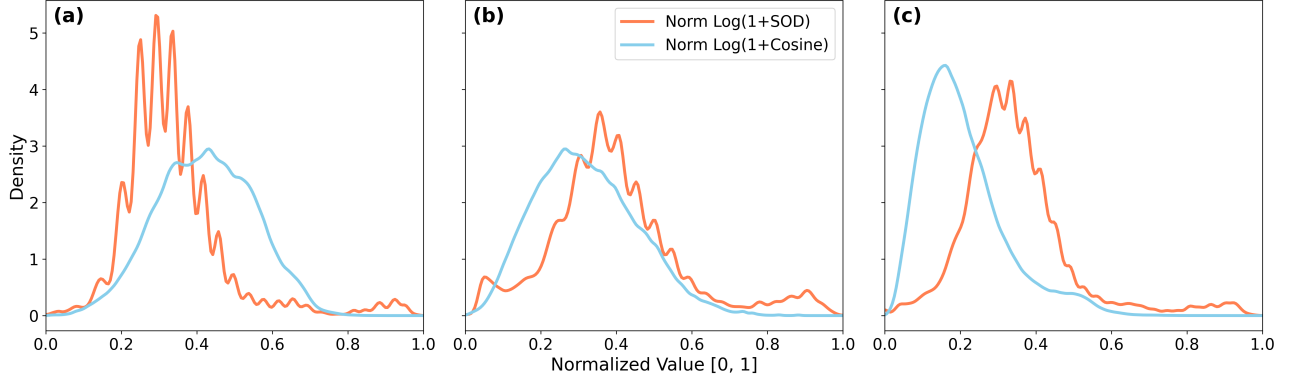 (a)
(b)
(c)
Norm Log(1+SOD)
Norm Log(1+Cosine)
Density
5
4
3
2
1
0
0.0 0.2 0.4 0.6 0.8 1.0
0.0 0.2 0.4 0.6 0.8 1.0
0.0 0.2 0.4 0.6 0.8 1.0
Normalized Value [0, 1]